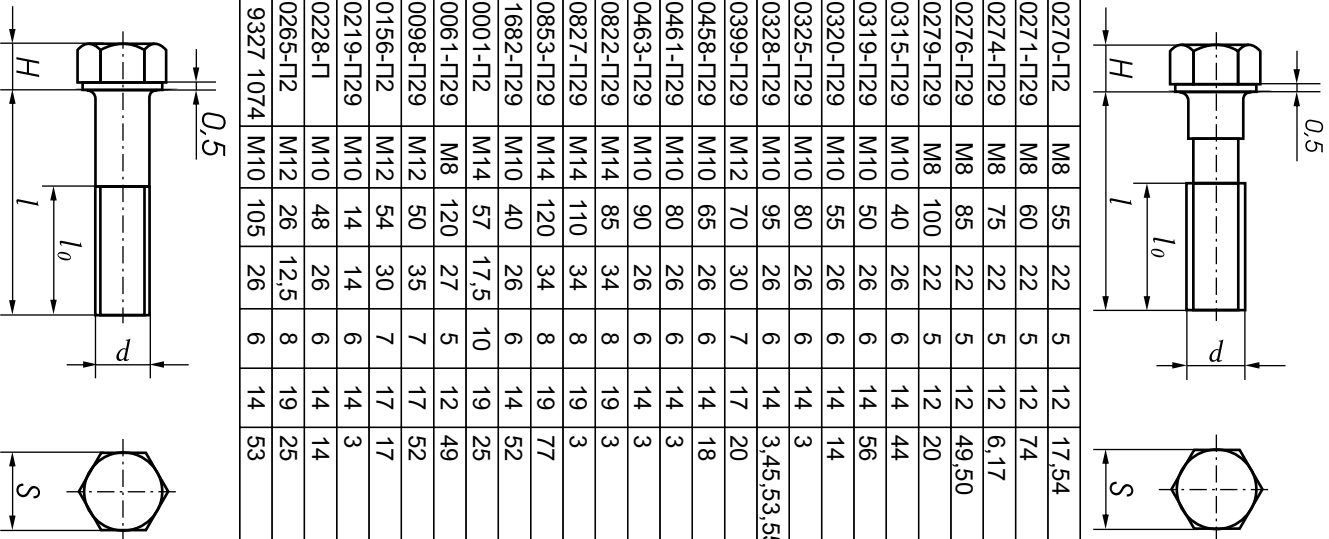 0,5
H
l
l₀
d
S
0270-П2 M8 55 22 5 12 17,54
0271-П29 M8 60 22 5 12 74
0274-П29 M8 75 22 5 12 6,17
0276-П29 M8 85 22 5 12 49,50
0279-П29 M8 100 22 5 12 20
0315-П29 M10 40 26 6 14 44
0319-П29 M10 50 26 6 14 56
0320-П29 M10 55 26 6 14 14
0325-П29 M10 80 26 6 14 3
0328-П29 M10 95 26 6 14 3,45,53,55
0399-П29 M12 70 30 7 17 20
0458-П29 M10 65 26 6 14 18
0461-П29 M10 80 26 6 14 3
0463-П29 M10 90 26 6 14 3
0822-П29 M14 85 34 8 19 3
0827-П29 M14 110 34 8 19 3
0853-П29 M14 120 34 8 19 77
1682-П29 M10 40 26 6 14 52
0001-П2 M14 57 17,5 10 19 25
0061-П29 M8 120 27 5 12 49
0098-П29 M12 50 35 7 17 52
0156-П2 M12 54 30 7 17 17
0219-П29 M10 14 14 6 14 3
0228-П M10 48 26 6 14 14
0265-П2 M12 26 12,5 8 19 25
9327 1074 M10 105 26 6 14 53
0,5
H
l
l₀
d
S